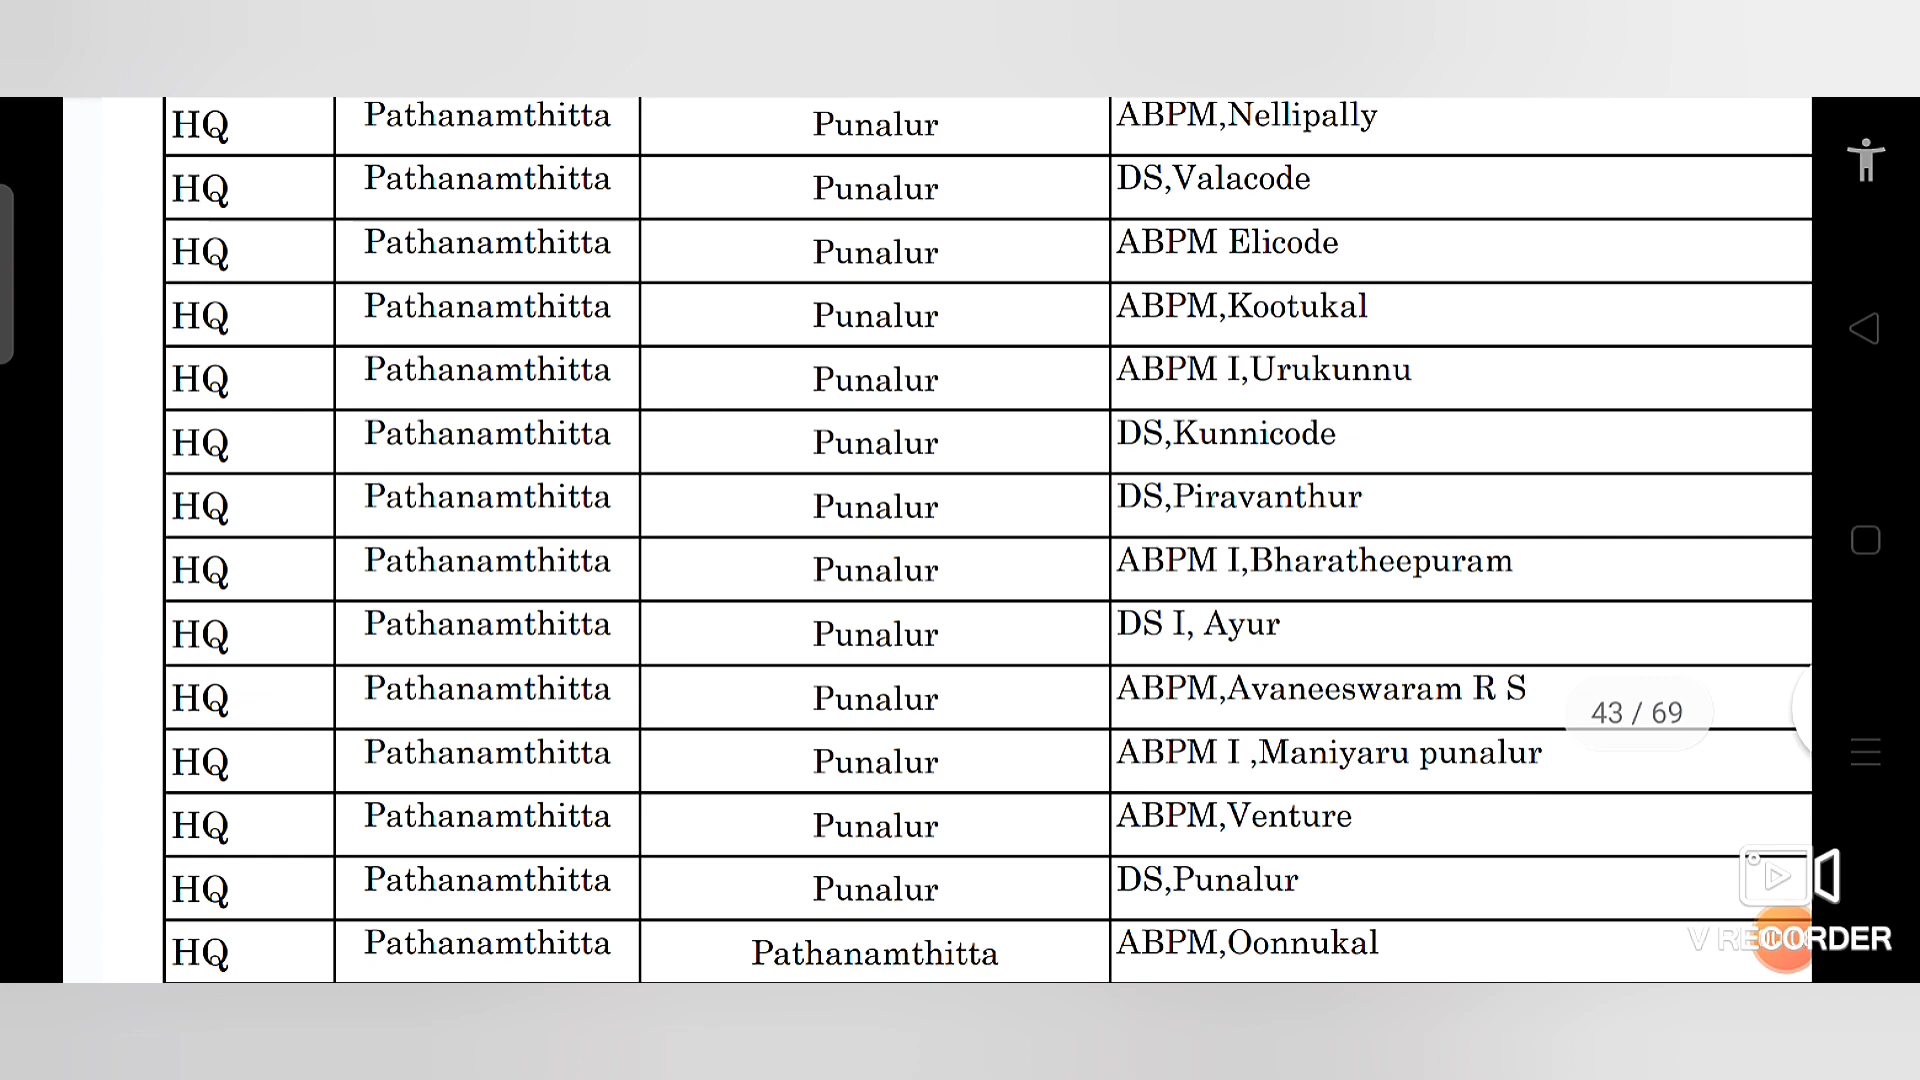 HQ Pathanamthitta Punalur ABPM,Nellipally
HQ Pathanamthitta Punalur DS,Valacode
HQ Pathanamthitta Punalur ABPM Elicode
HQ Pathanamthitta Punalur ABPM,Kootukal
HQ Pathanamthitta Punalur ABPM I,Urukunnu
HQ Pathanamthitta Punalur DS,Kunnicode
HQ Pathanamthitta Punalur DS,Piravanthur
HQ Pathanamthitta Punalur ABPM I,Bharatheepuram
HQ Pathanamthitta Punalur DS I, Ayur
HQ Pathanamthitta Punalur ABPM,Avaneeswaram R S
43 / 69
HQ Pathanamthitta Punalur ABPM I ,Maniyaru punalur
HQ Pathanamthitta Punalur ABPM,Venture
HQ Pathanamthitta Punalur DS,Punalur
HQ Pathanamthitta Pathanamthitta ABPM,Oonnukal
V RECORDER